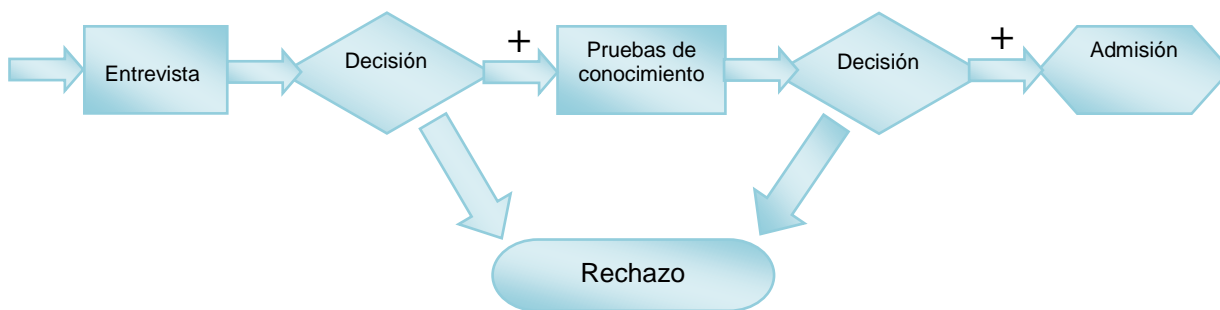 Entrevista
Decisión
+
Pruebas de
conocimiento
Decisión
+
Admisión
Rechazo